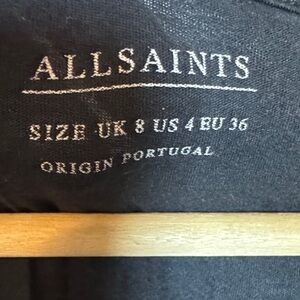 ALLSAINTS
SIZE UK 8 US 4 EU 36
ORIGIN PORTUGAL